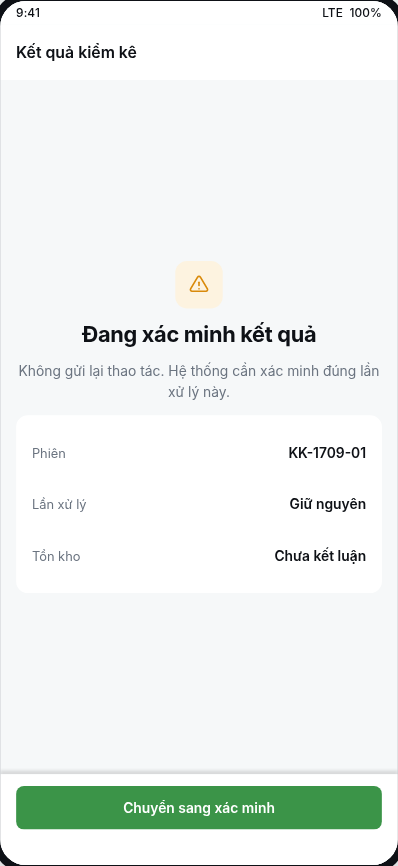 9:41 LTE 100%
Kết quả kiểm kê
Đang xác minh kết quả
Không gửi lại thao tác. Hệ thống cần xác minh đúng lần
xử lý này.
Phiên KK-1709-01
Lần xử lý Giữ nguyên
Tồn kho Chưa kết luận
Chuyển sang xác minh